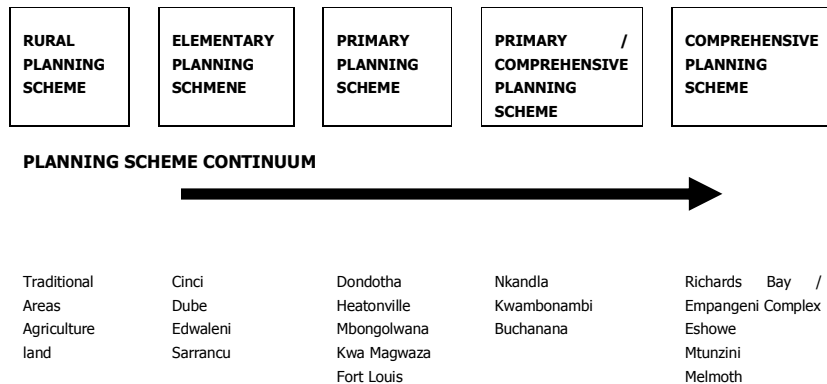 RURAL
PLANNING
SCHEME
ELEMENTARY
PLANNING
SCHMENE
PRIMARY
PLANNING
SCHEME
PRIMARY /
COMPREHENSIVE
PLANNING
SCHEME
COMPREHENSIVE
PLANNING
SCHEME
PLANNING SCHEME CONTINUUM
Traditional
Areas
Agriculture
land
Cinci
Dube
Edwaleni
Sarrancu
Dondotha
Heatonville
Mbongolwana
Kwa Magwaza
Fort Louis
Nkandla
Kwambonambi
Buchanana
Richards Bay /
Empangeni Complex
Eshowe
Mtunzini
Melmoth